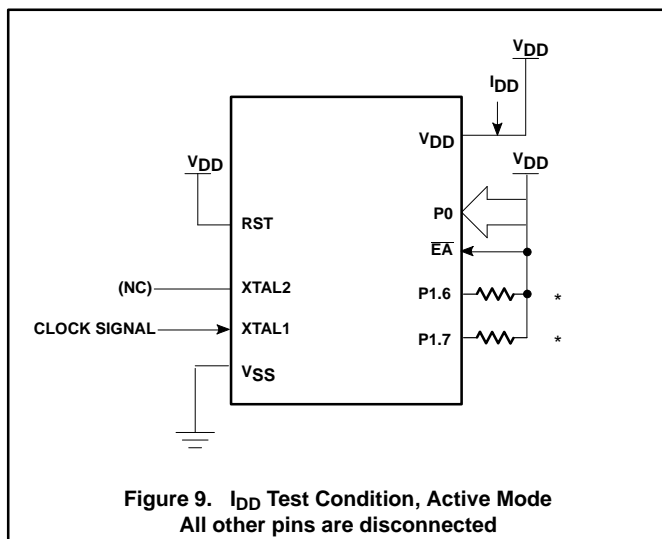 VDD
IDD
VDD
VDD
VDD
P0
RST
EA
(NC)
XTAL2
P1.6
*
CLOCK SIGNAL
XTAL1
P1.7
*
VSS
Figure 9. IDD Test Condition, Active Mode
All other pins are disconnected